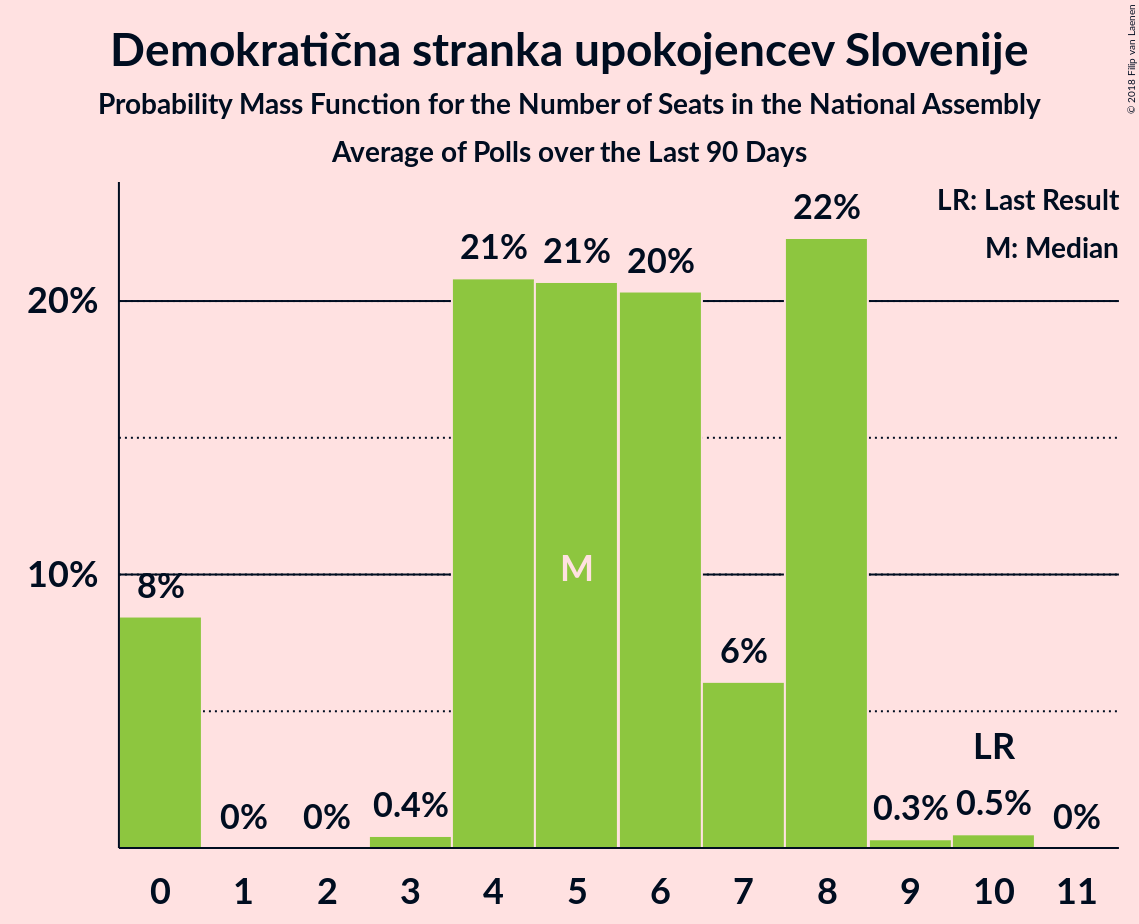 Demokratična stranka upokojencev Slovenije
Probability Mass Function for the Number of Seats in the National Assembly
Average of Polls over the Last 90 Days
© 2018 Filip van Laenen
LR: Last Result
M: Median
20%
10%
8%
0%
0%
0.4%
21%
21%
20%
6%
22%
0.3%
0.5%
0%
M
LR
0 1 2 3 4 5 6 7 8 9 10 11